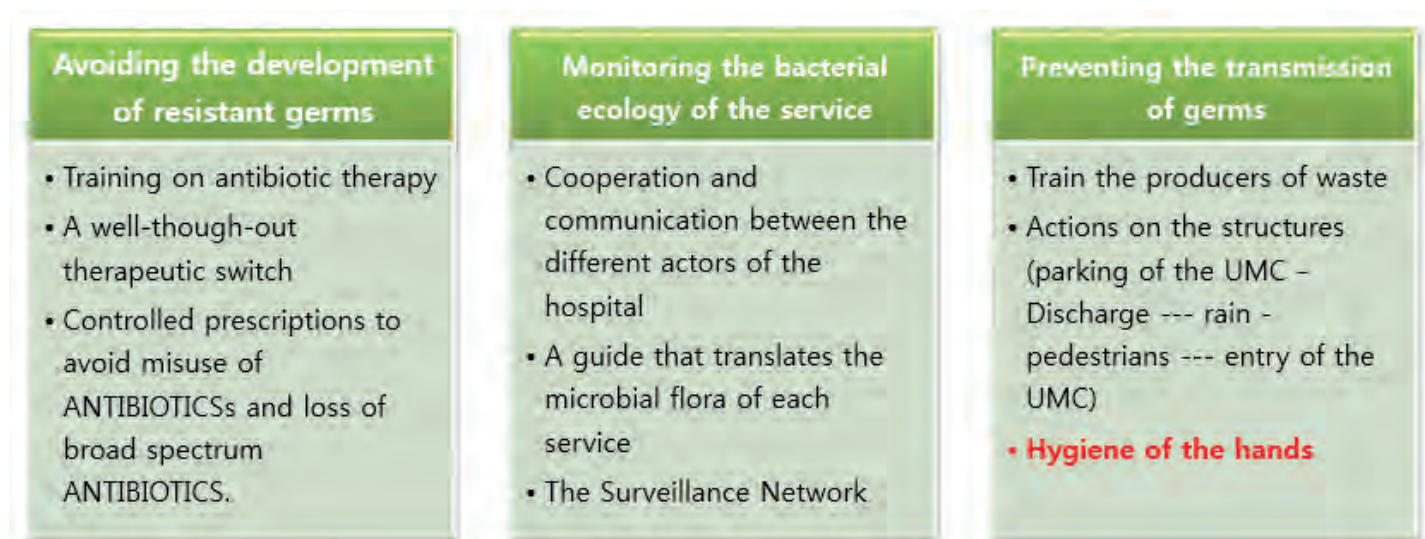 Avoiding the development
of resistant germs
• Training on antibiotic therapy
• A well-though-out
therapeutic switch
• Controlled prescriptions to
avoid misuse of
ANTIBIOTICSs and loss of
broad spectrum
ANTIBIOTICS.
Monitoring the bacterial
ecology of the service
• Cooperation and
communication between the
different actors of the
hospital
• A guide that translates the
microbial flora of each
service
• The Surveillance Network
Preventing the transmission
of germs
• Train the producers of waste
• Actions on the structures
(parking of the UMC –
Discharge --- rain -
pedestrians --- entry of the
UMC)
• Hygiene of the hands